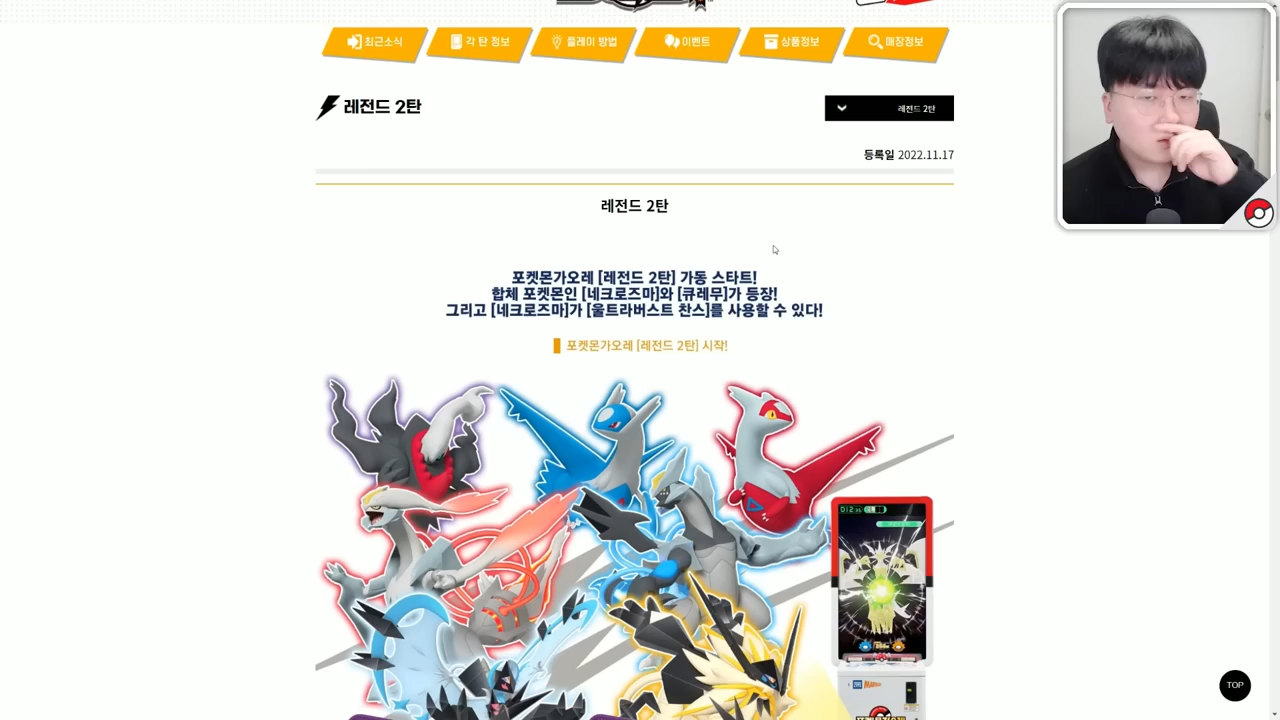 최근소식
각 탄 정보
플레이 방법
이벤트
상품정보
매장정보
레전드 2탄
레전드 2탄
등록일 2022.11.17
레전드 2탄
포켓몬가오레 [레전드 2탄] 가동 스타트!
합체 포켓몬인 [네크로즈마]와 [큐레무]가 등장!
그리고 [네크로즈마]가 [울트라버스트 찬스]를 사용할 수 있다!
포켓몬가오레 [레전드 2탄] 시작!
TOP